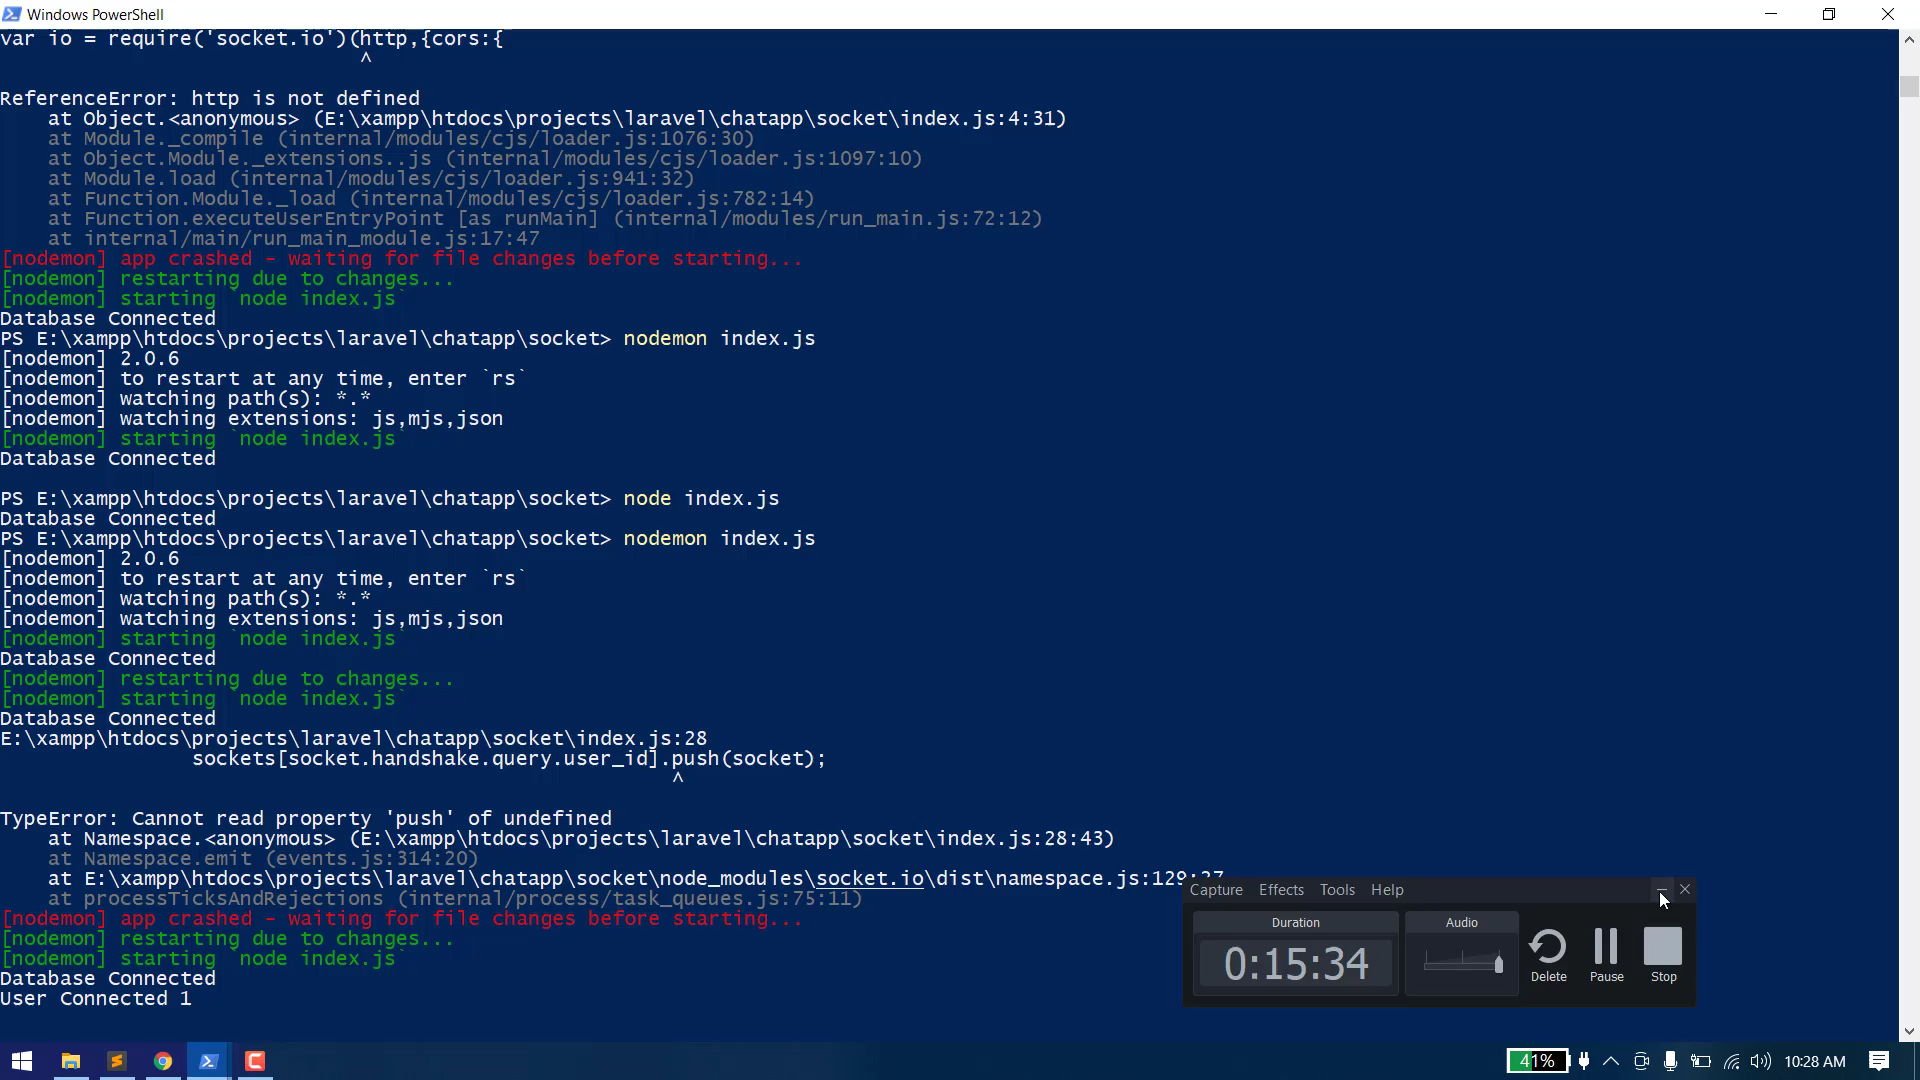 Windows PowerShell
var io = require('socket.io')(http,{cors:{
^
ReferenceError: http is not defined
at Object.<anonymous> (E:\xampp\htdocs\projects\laravel\chatapp\socket\index.js:4:31)
at Module._compile (internal/modules/cjs/loader.js:1076:30)
at Object.Module._extensions..js (internal/modules/cjs/loader.js:1097:10)
at Module.load (internal/modules/cjs/loader.js:941:32)
at Function.Module._load (internal/modules/cjs/loader.js:782:14)
at Function.executeUserEntryPoint [as runMain] (internal/modules/run_main.js:72:12)
at internal/main/run_main_module.js:17:47
[nodemon] app crashed - waiting for file changes before starting...
[nodemon] restarting due to changes...
[nodemon] starting `node index.js`
Database Connected
PS E:\xampp\htdocs\projects\laravel\chatapp\socket> nodemon index.js
[nodemon] 2.0.6
[nodemon] to restart at any time, enter `rs`
[nodemon] watching path(s): *.*
[nodemon] watching extensions: js,mjs,json
[nodemon] starting `node index.js`
Database Connected
PS E:\xampp\htdocs\projects\laravel\chatapp\socket> node index.js
Database Connected
PS E:\xampp\htdocs\projects\laravel\chatapp\socket> nodemon index.js
[nodemon] 2.0.6
[nodemon] to restart at any time, enter `rs`
[nodemon] watching path(s): *.*
[nodemon] watching extensions: js,mjs,json
[nodemon] starting `node index.js`
Database Connected
[nodemon] restarting due to changes...
[nodemon] starting `node index.js`
Database Connected
E:\xampp\htdocs\projects\laravel\chatapp\socket\index.js:28
sockets[socket.handshake.query.user_id].push(socket);
^
TypeError: Cannot read property 'push' of undefined
at Namespace.<anonymous> (E:\xampp\htdocs\projects\laravel\chatapp\socket\index.js:28:43)
at Namespace.emit (events.js:314:20)
at E:\xampp\htdocs\projects\laravel\chatapp\socket\node_modules\socket.io\dist\namespace.js:129:27
at processTicksAndRejections (internal/process/task_queues.js:75:11)
[nodemon] app crashed - waiting for file changes before starting...
[nodemon] restarting due to changes...
[nodemon] starting `node index.js`
Database Connected
User Connected 1
Capture Effects Tools Help
Duration Audio
0:15:34
Delete Pause Stop
41% 10:28 AM